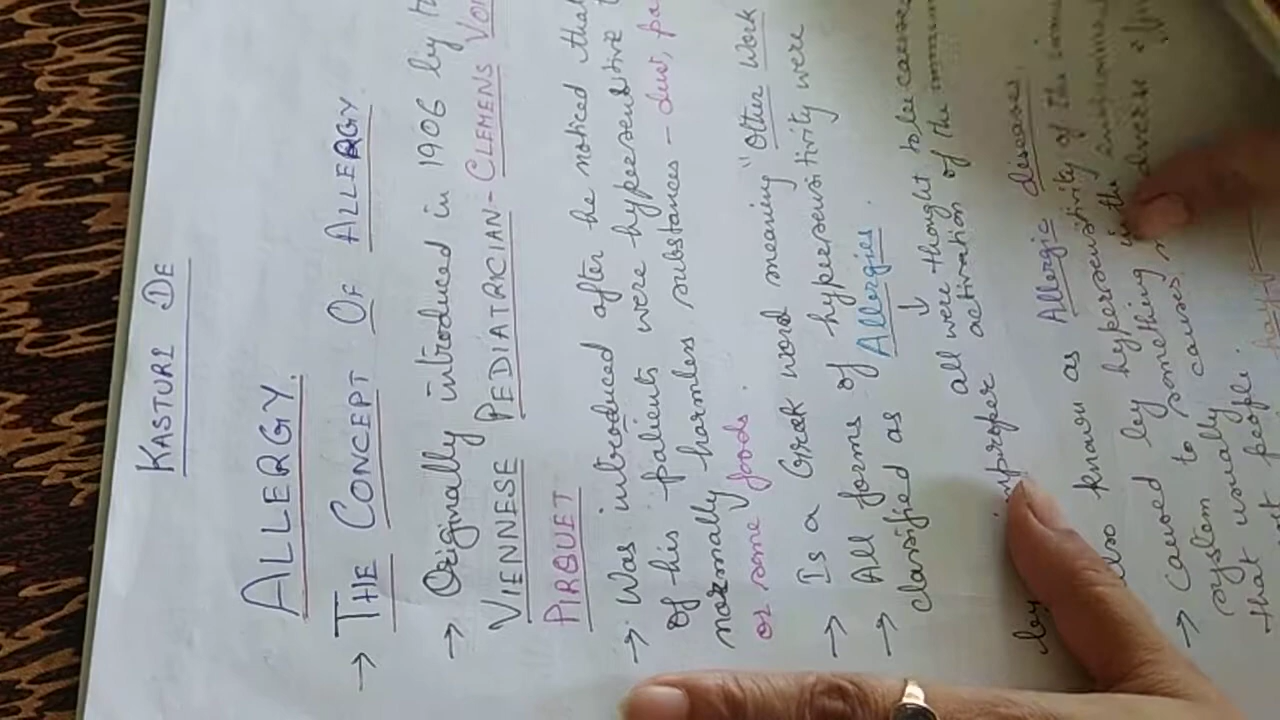 KASTURI DE
ALLERGY.
→ THE CONCEPT OF ALLERGY.
→ Originally introduced in 1906 by
VIENNESE PEDIATRICIAN - CLEMENS VON
PIRQUET
→ Was introduced after he noticed that
of his patients were hypersensitive
normally harmless substances - dust,
or some foods.
→ Is a Greek word meaning "Other Work
→ All forms of hypersensitivity were
classified as Allergies.
↓
all were thought to be caused
by improper activation of the immune
Also known as Allergic diseases.
→ Caused by hypersensitivity of the
system to something in the
that usually causes
people.